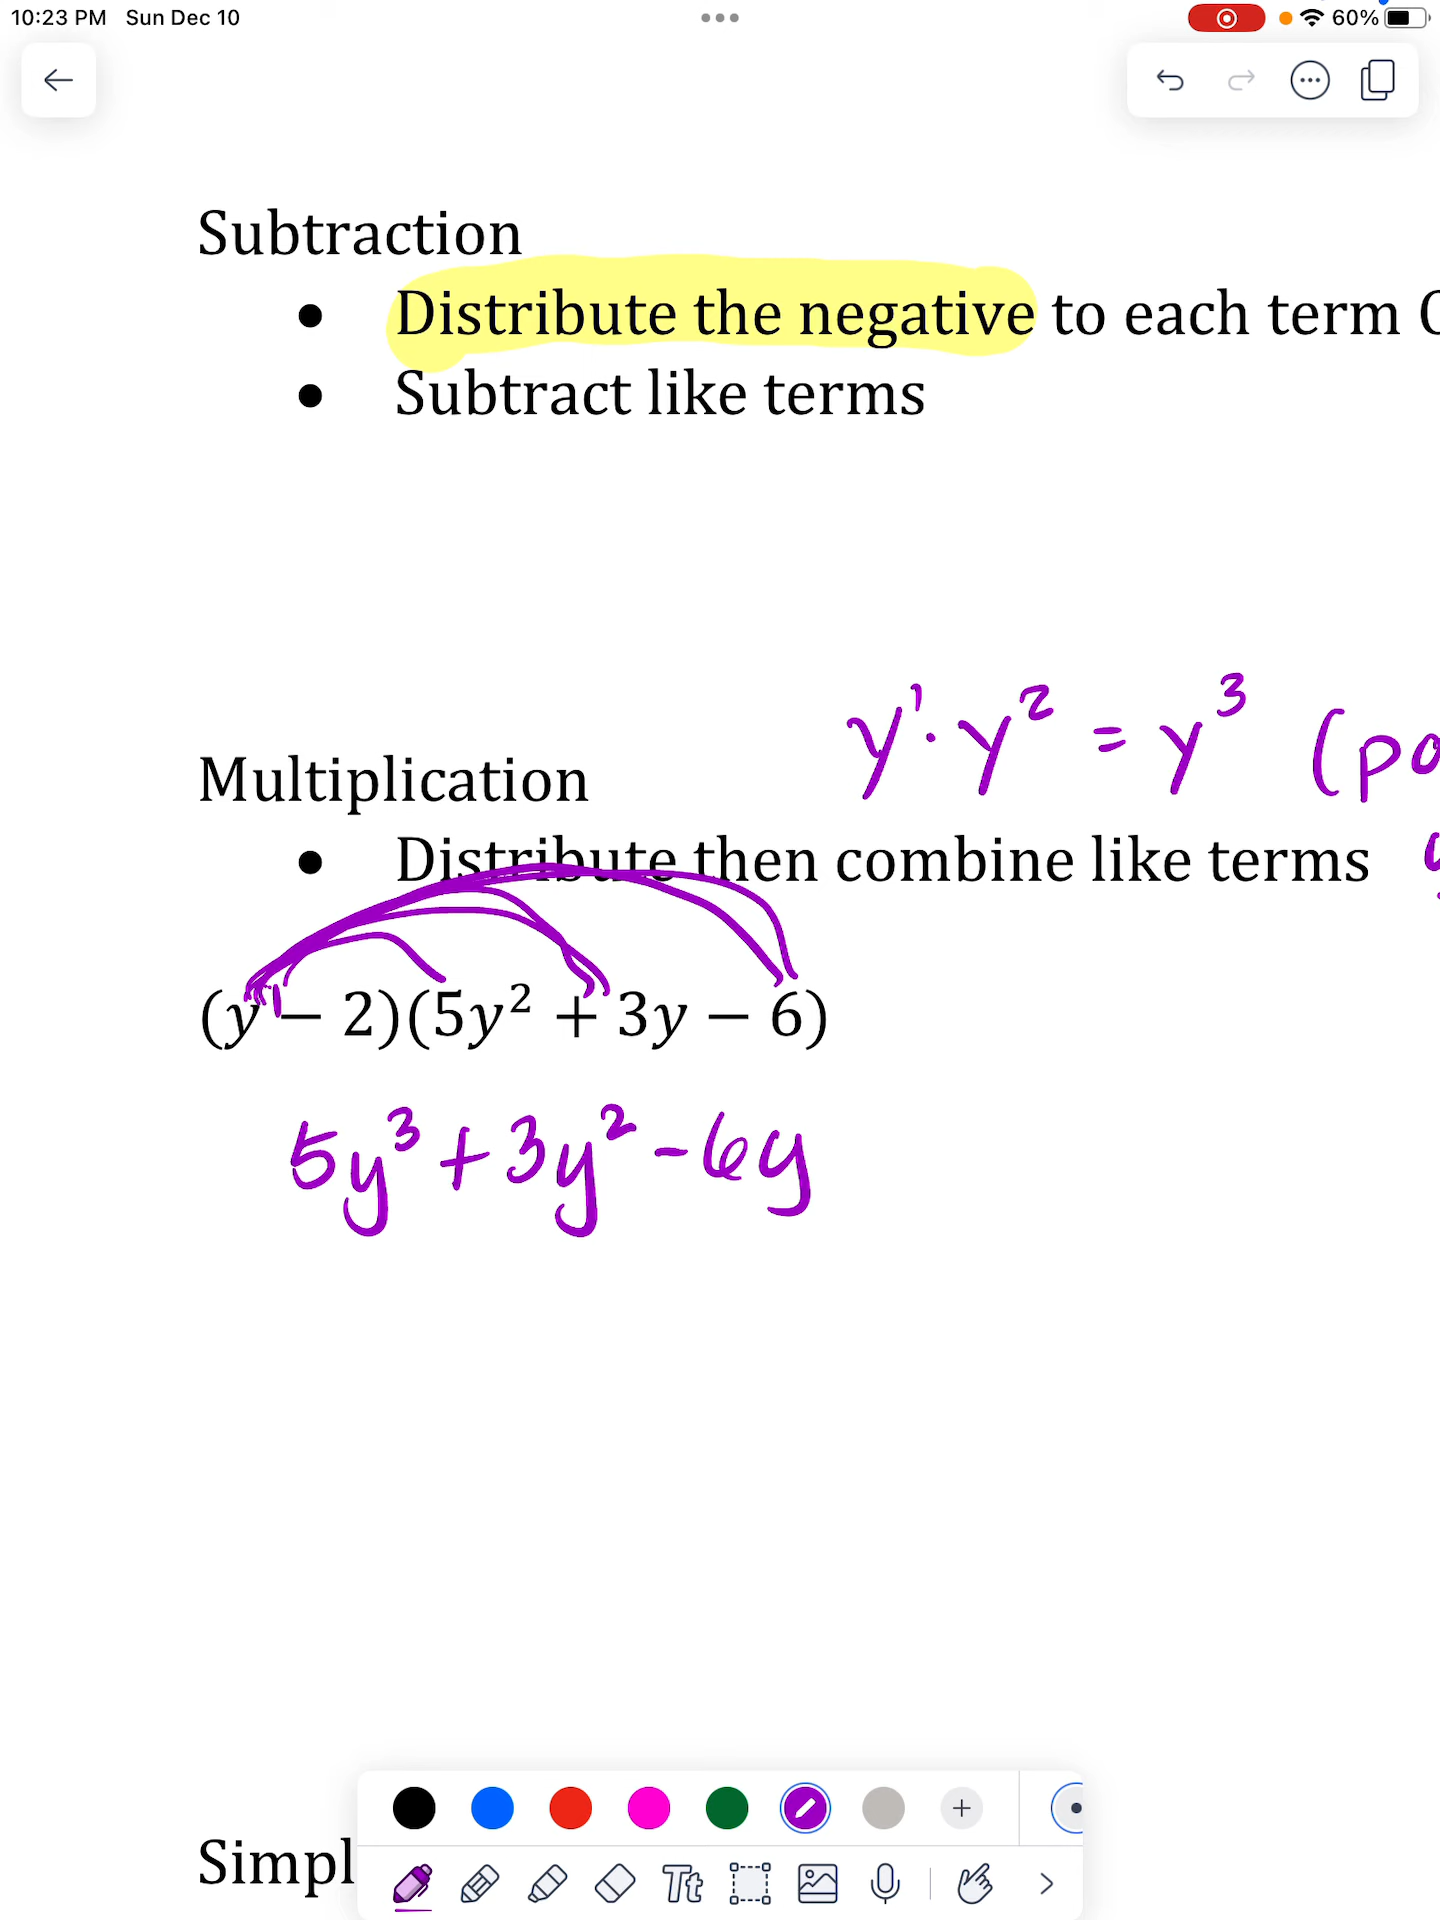 10:23 PM Sun Dec 10
60%
Subtraction
• Distribute the negative to each term
• Subtract like terms
y¹·y² = y³ (po
Multiplication
• Distribute then combine like terms
(y¹ − 2)(5y² + 3y − 6)
5y³ + 3y² - 6y
Simpl
Tt